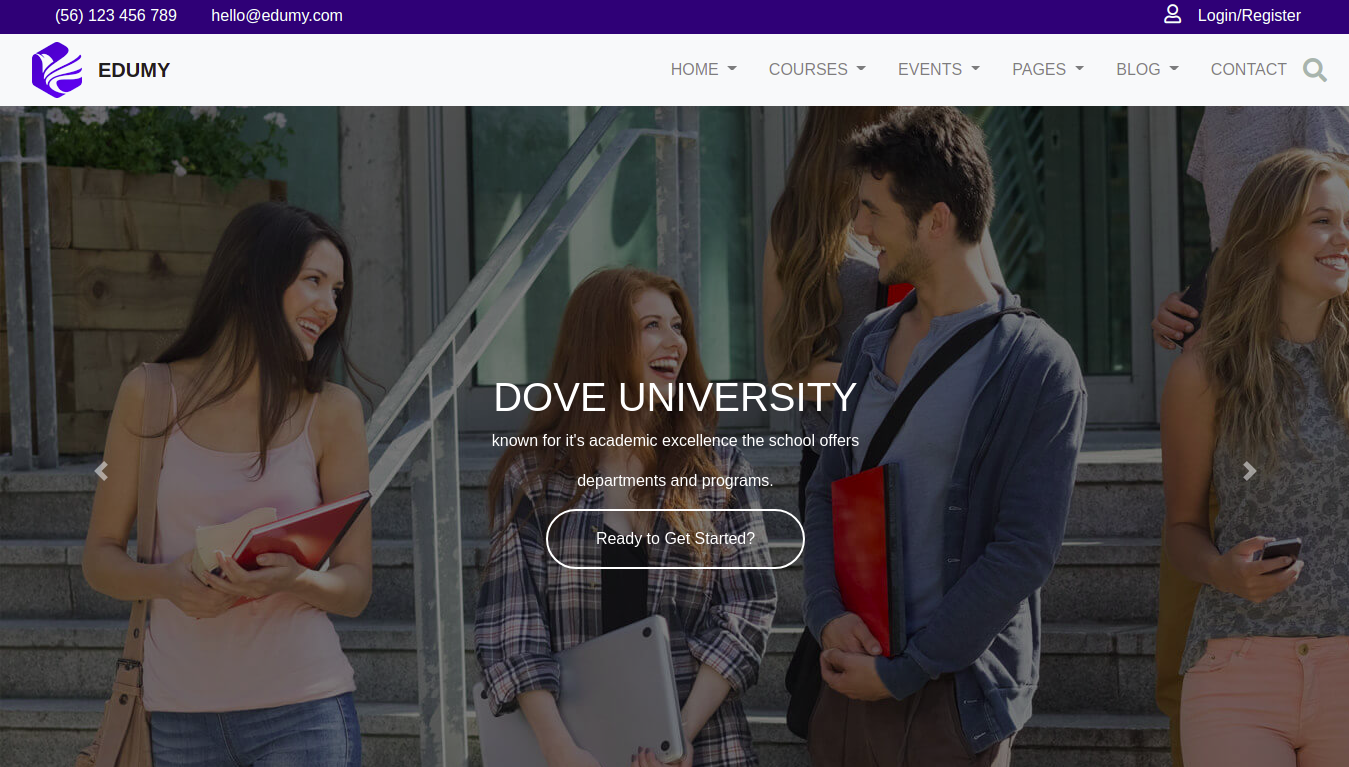 (56) 123 456 789 hello@edumy.com Login/Register
EDUMY HOME COURSES EVENTS PAGES BLOG CONTACT
DOVE UNIVERSITY
known for it's academic excellence the school offers
departments and programs.
Ready to Get Started?